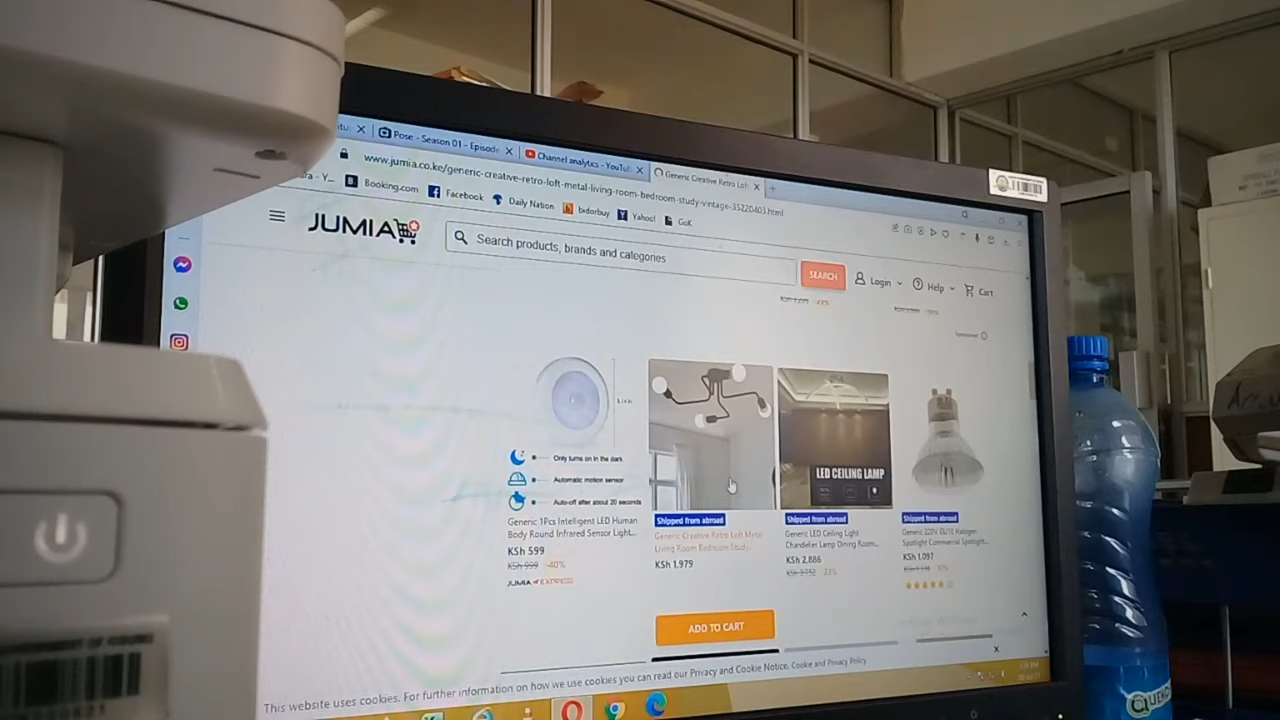 Pose - Season 01 - Episode
Channel analytics - YouTu
Generic Creative Retro Loft
www.jumia.co.ke/generic-creative-retro-loft-metal-living-room-bedroom-study-vintage-35220403.html
Booking.com
Facebook
Daily Nation
bidorbuy
Yahoo!
GoK
JUMIA
Search products, brands and categories
SEARCH
Login
Help
Cart
Only turns on in the dark
Automatic motion sensor
Auto-off after about 20 seconds
Generic 1Pcs Intelligent LED Human
Body Round Infrared Sensor Light...
KSh 599
KSh 999 -40%
JUMIA EXPRESS
Shipped from abroad
Generic Creative Retro Loft Metal
Living Room Bedroom Study-
KSh 1,979
LED CEILING LAMP
Shipped from abroad
Generic LED Ceiling Light
Chandelier Lamp Dining Room...
KSh 2,886
Shipped from abroad
Generic 220V GU10 Halogen
Spotlight Commercial Spotlight...
KSh 1,097
ADD TO CART
This website uses cookies. For further information on how we use cookies you can read our Privacy and Cookie Notice. Cookie and Privacy Policy